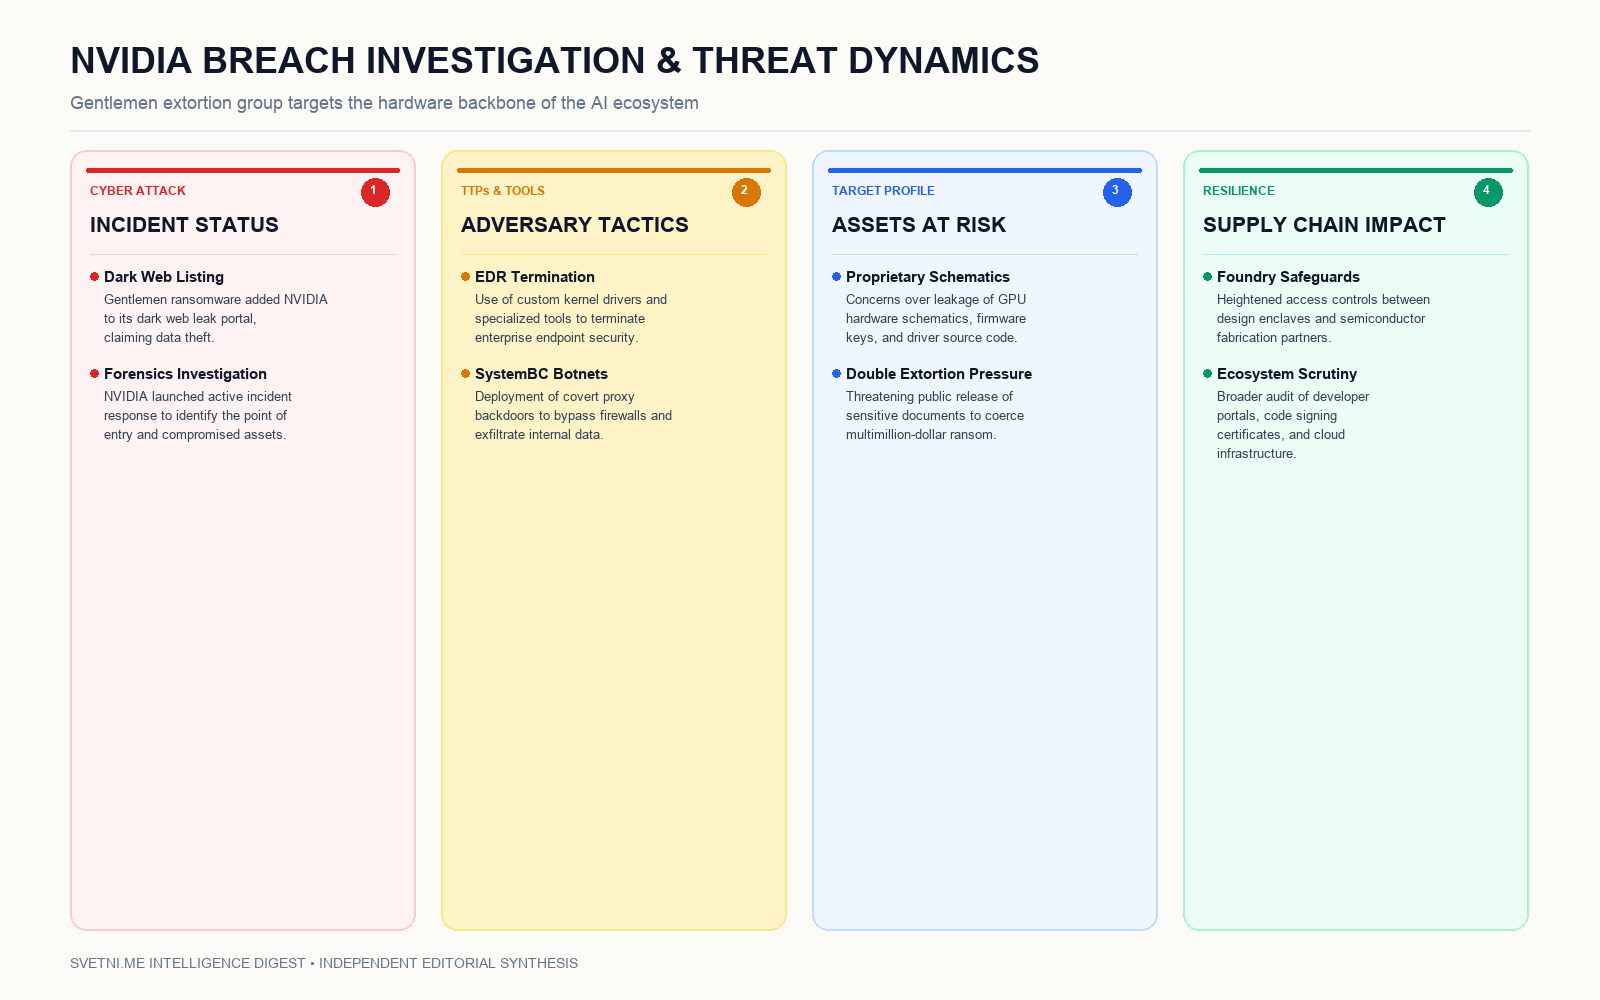 NVIDIA BREACH INVESTIGATION & THREAT DYNAMICS
Gentlemen extortion group targets the hardware backbone of the AI ecosystem
CYBER ATTACK
1
INCIDENT STATUS
Dark Web Listing
Gentlemen ransomware added NVIDIA
to its dark web leak portal,
claiming data theft.
Forensics Investigation
NVIDIA launched active incident
response to identify the point of
entry and compromised assets.
TTPs & TOOLS
2
ADVERSARY TACTICS
EDR Termination
Use of custom kernel drivers and
specialized tools to terminate
enterprise endpoint security.
SystemBC Botnets
Deployment of covert proxy
backdoors to bypass firewalls and
exfiltrate internal data.
TARGET PROFILE
3
ASSETS AT RISK
Proprietary Schematics
Concerns over leakage of GPU
hardware schematics, firmware
keys, and driver source code.
Double Extortion Pressure
Threatening public release of
sensitive documents to coerce
multimillion-dollar ransom.
RESILIENCE
4
SUPPLY CHAIN IMPACT
Foundry Safeguards
Heightened access controls between
design enclaves and semiconductor
fabrication partners.
Ecosystem Scrutiny
Broader audit of developer
portals, code signing
certificates, and cloud
infrastructure.
SVETNI.ME INTELLIGENCE DIGEST • INDEPENDENT EDITORIAL SYNTHESIS